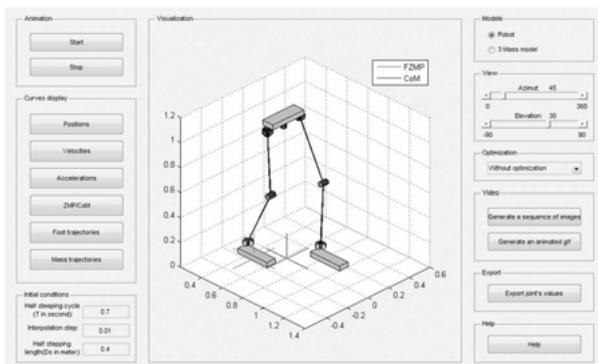 Animation
Start
Stop
Curves display
Positions
Velocities
Accelerations
ZMP/CoM
Foot trajectories
Mass trajectories
Initial conditions
Half steeping cycle
(T in second):
0.7
Interpolation step:
0.01
Half stepping
length(Ds in meter):
0.4
Visualisation
FZMP
CoM
1.2
1
0.8
0.6
0.4
0.2
0
0.4
0.6
0.8
1
1.2
1.4
-0.4
-0.2
0
0.2
0.4
0.6
Modele
Robot
3 Mass model
View
Azimut: 45
0
360
Elevation: 30
-90
90
Optimization
Without optimization
Video
Generate a sequence of images
Generate an animated gif
Export
Export joint's values
Help
Help